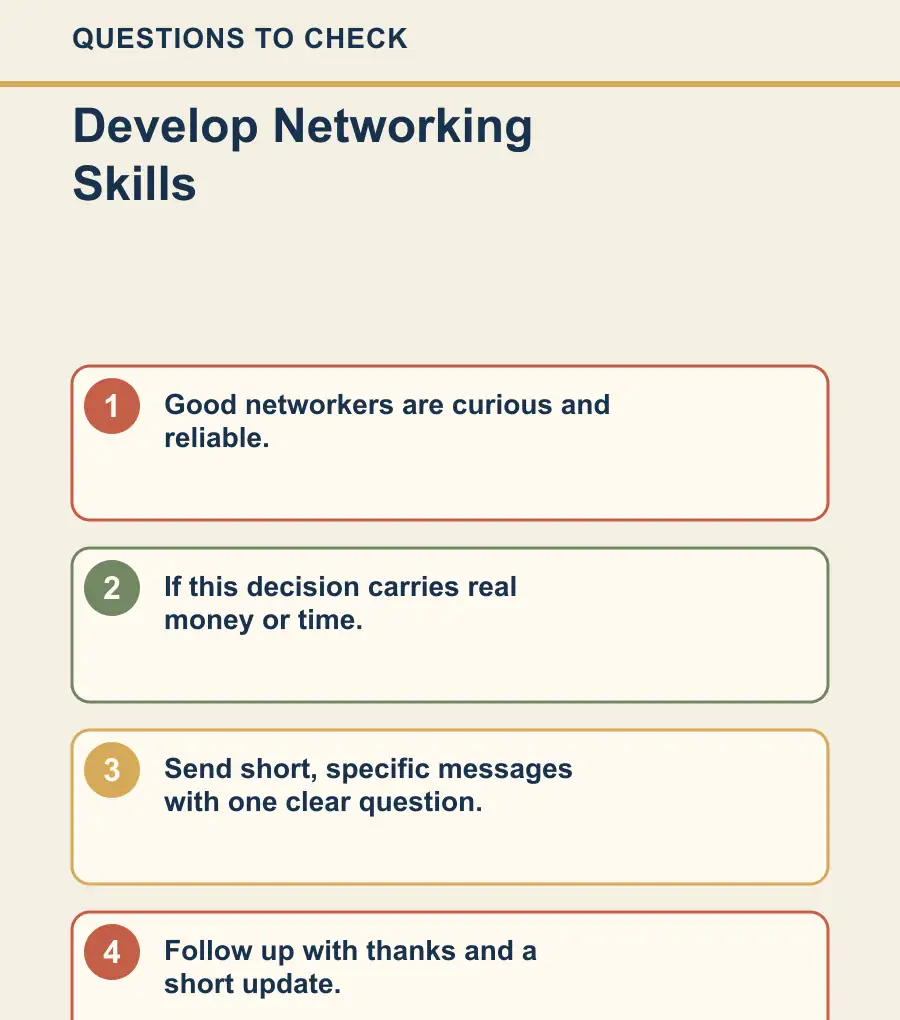 QUESTIONS TO CHECK
Develop Networking
Skills
1
Good networkers are curious and
reliable.
2
If this decision carries real
money or time.
3
Send short, specific messages
with one clear question.
4
Follow up with thanks and a
short update.